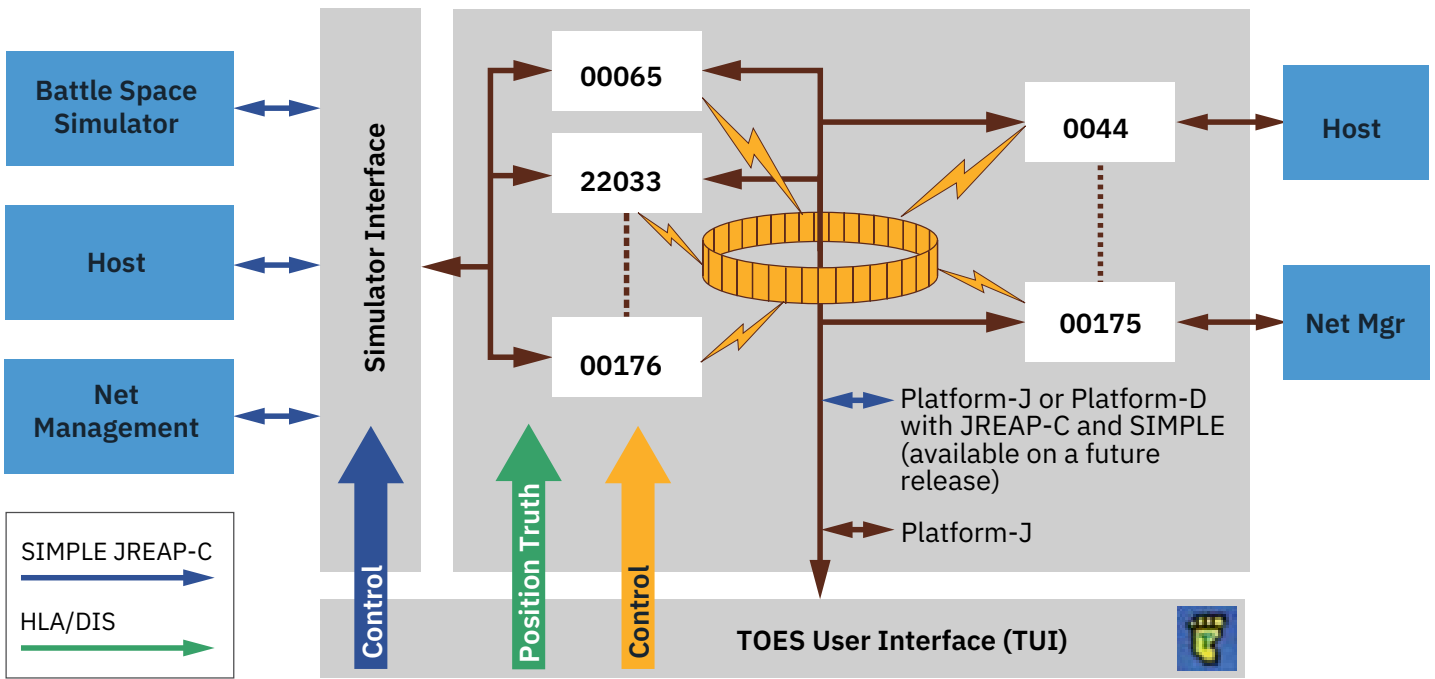 Battle Space
Simulator
Host
Net
Management
SIMPLE JREAP-C
HLA/DIS
Simulator Interface
Control
Position Truth
Control
00065
22033
00176
0044
00175
Host
Net Mgr
Platform-J or Platform-D
with JREAP-C and SIMPLE
(available on a future
release)
Platform-J
TOES User Interface (TUI)